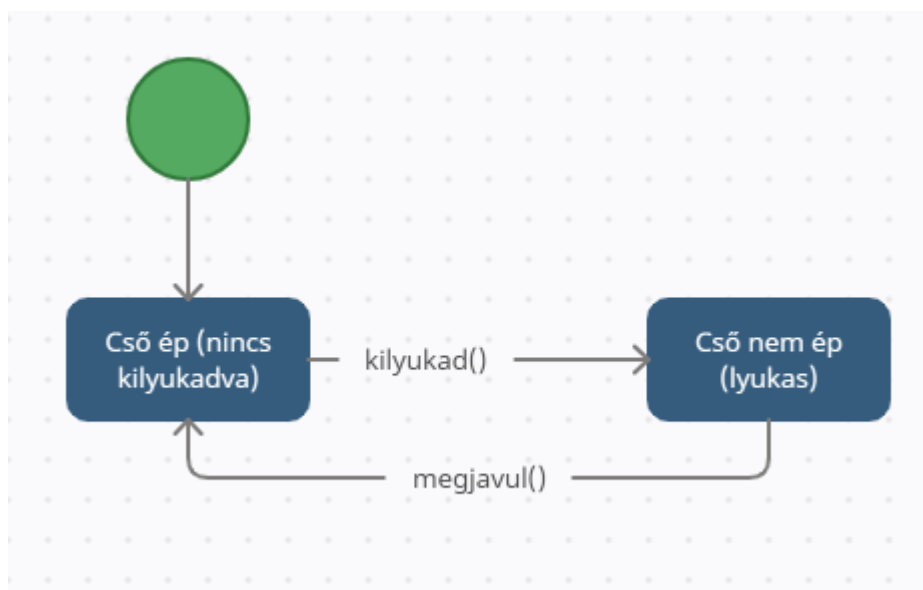 Cső ép (nincs
kilyukadva)
kilyukad()
Cső nem ép
(lyukas)
megjavul()